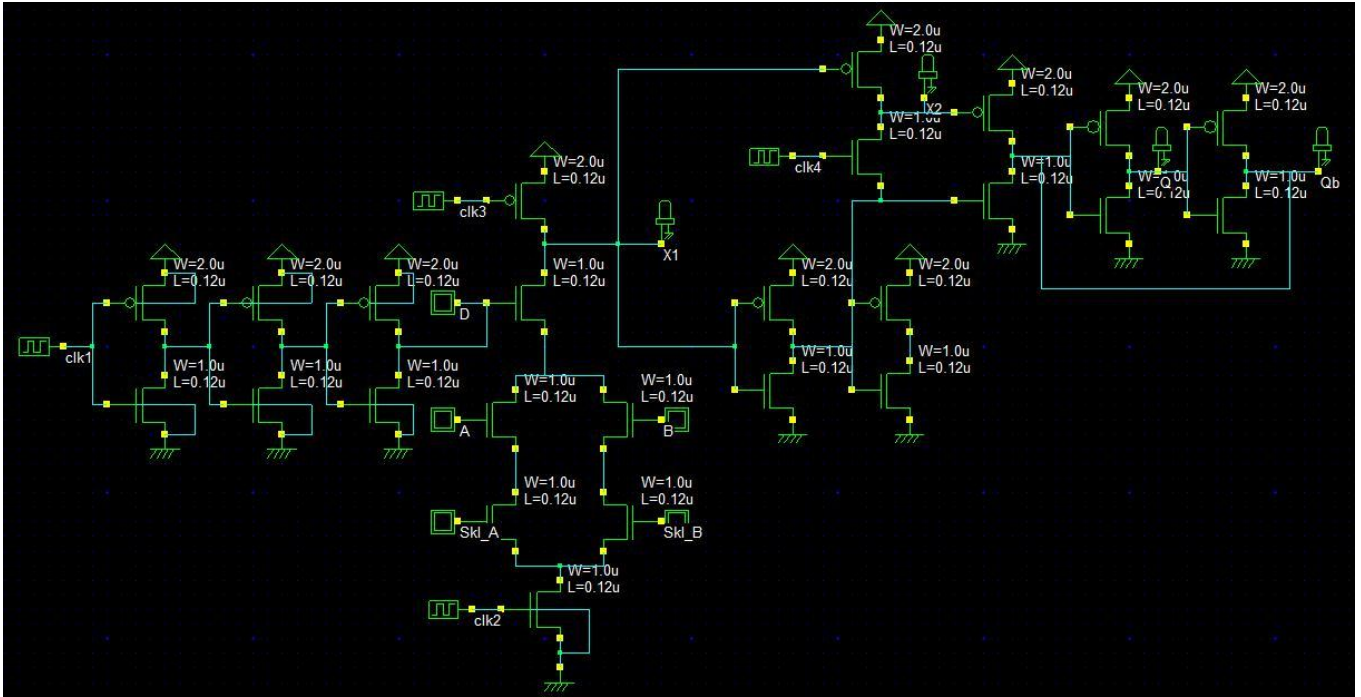 W=2.0u
L=0.12u
X2
W=1.0u
L=0.12u
clk4
W=2.0u
L=0.12u
W=1.0u
L=0.12u
W=2.0u
L=0.12u
Q
L=0.12u
W=2.0u
L=0.12u
W=1.0u
L=0.12u
Qb
W=2.0u
L=0.12u
clk3
X1
W=1.0u
L=0.12u
D
clk1
W=2.0u
L=0.12u
W=1.0u
L=0.12u
W=2.0u
L=0.12u
W=1.0u
L=0.12u
W=2.0u
L=0.12u
W=1.0u
L=0.12u
W=2.0u
L=0.12u
W=1.0u
L=0.12u
W=2.0u
L=0.12u
W=1.0u
L=0.12u
W=1.0u
L=0.12u
A
W=1.0u
L=0.12u
B
W=1.0u
L=0.12u
Skl_A
W=1.0u
L=0.12u
Skl_B
W=1.0u
L=0.12u
clk2